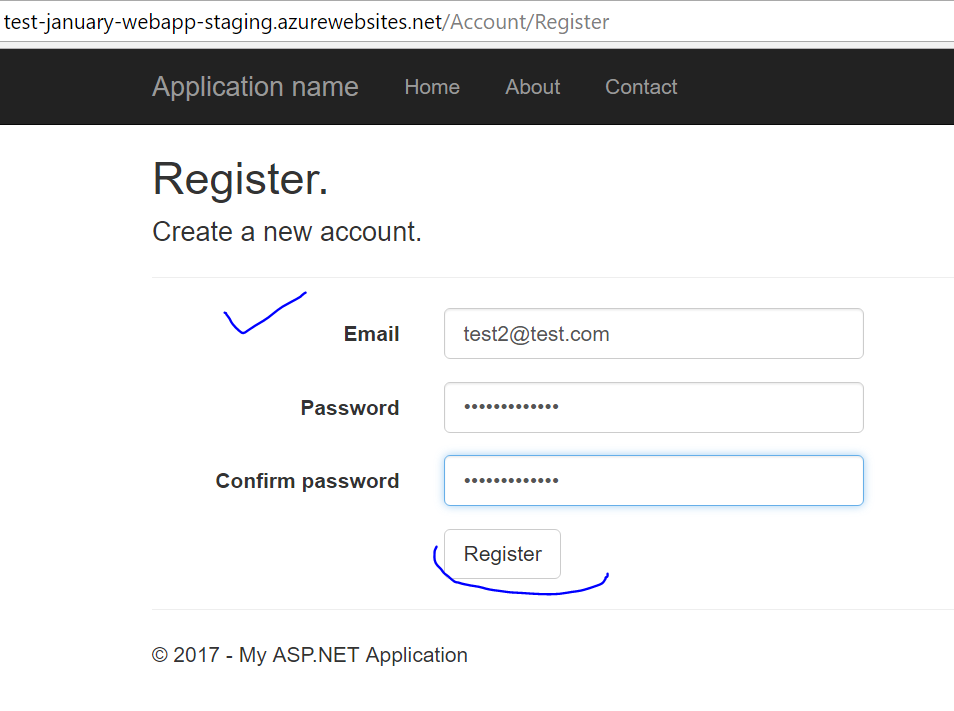 test-january-webapp-staging.azurewebsites.net/Account/Register
Application name Home About Contact
Register.
Create a new account.
Email test2@test.com
Password •••••••••••••
Confirm password •••••••••••••
Register
© 2017 - My ASP.NET Application